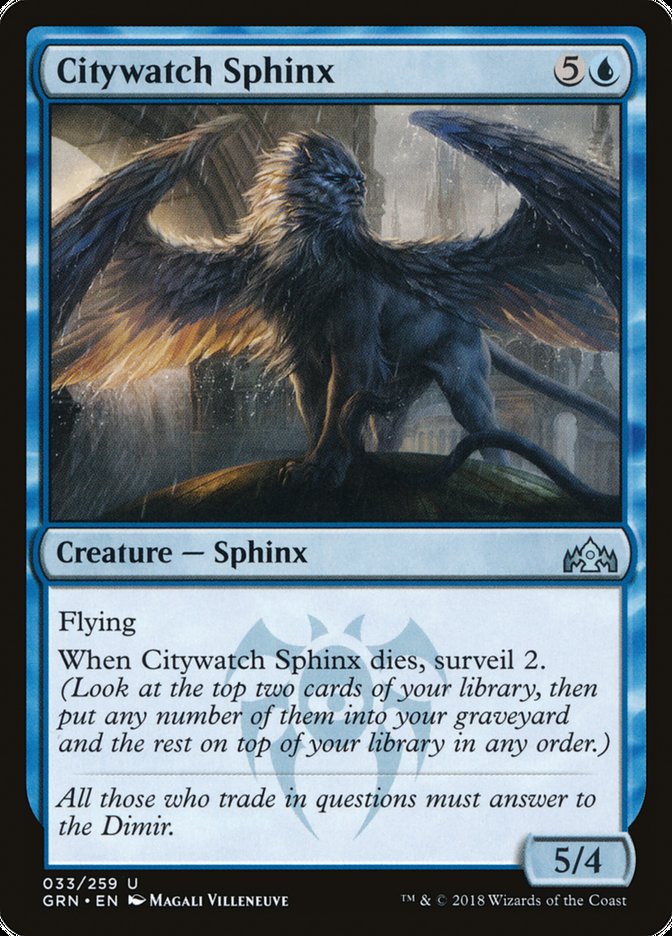 Citywatch Sphinx 5
Creature — Sphinx
Flying
When Citywatch Sphinx dies, surveil 2.
(Look at the top two cards of your library, then
put any number of them into your graveyard
and the rest on top of your library in any order.)
All those who trade in questions must answer to
the Dimir.
5/4
033/259 U
GRN • EN Magali Villeneuve
™ & © 2018 Wizards of the Coast